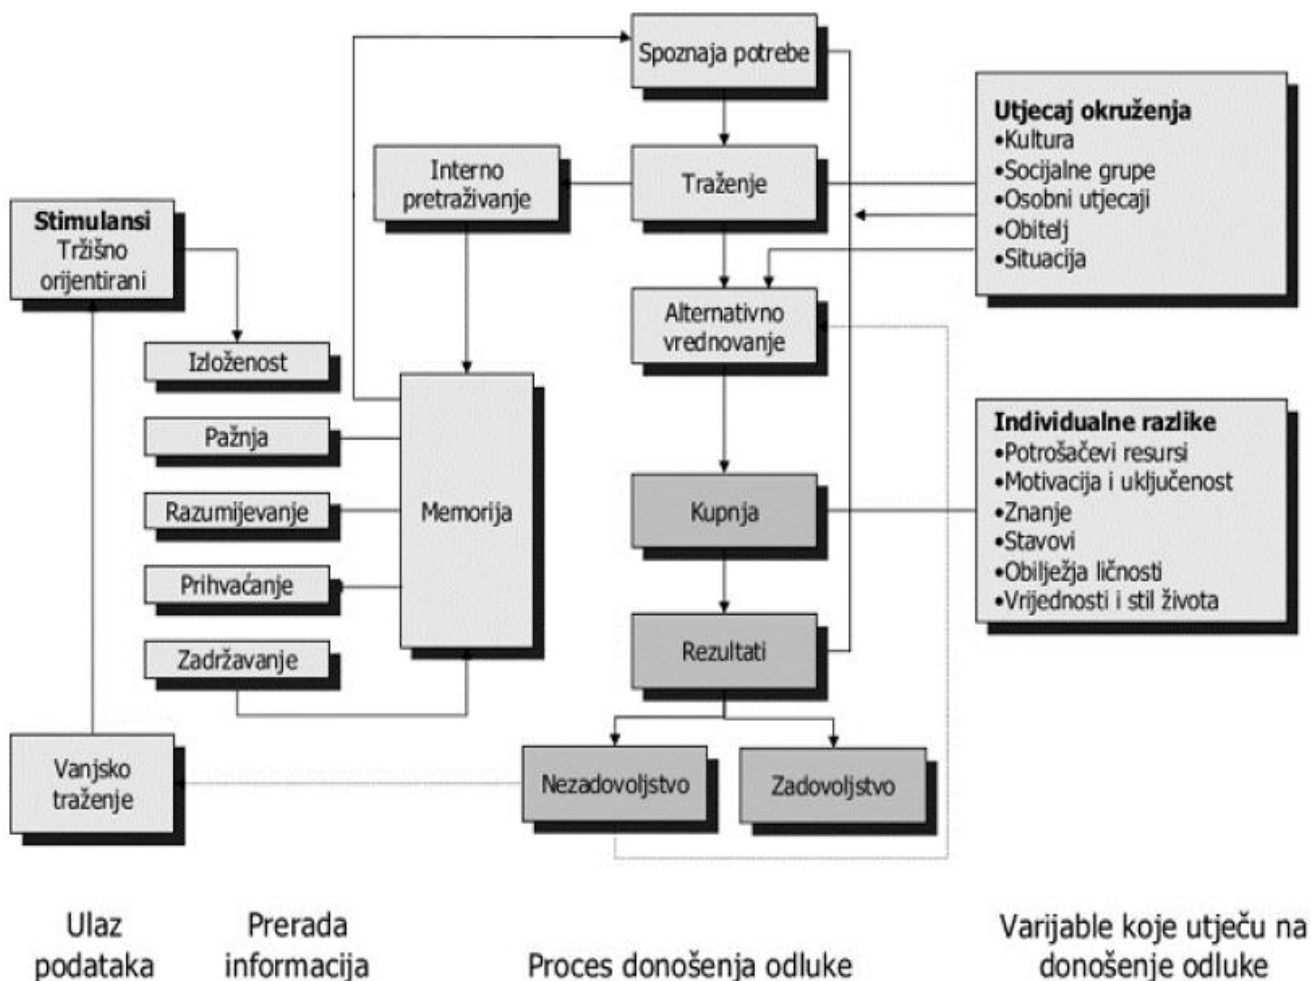 Spoznaja potrebe
Utjecaj okruženja
•Kultura
•Socijalne grupe
•Osobni utjecaji
•Obitelj
•Situacija
Interno
pretraživanje
Traženje
Stimulansi
Tržišno
orijentirani
Alternativno
vrednovanje
Izloženost
Pažnja
Razumijevanje
Prihvaćanje
Zadržavanje
Memorija
Kupnja
Individualne razlike
•Potrošačevi resursi
•Motivacija i uključenost
•Znanje
•Stavovi
•Obilježja ličnosti
•Vrijednosti i stil života
Rezultati
Vanjsko
traženje
Nezadovoljstvo
Zadovoljstvo
Ulaz
podataka
Prerada
informacija
Proces donošenja odluke
Varijable koje utječu na
donošenje odluke